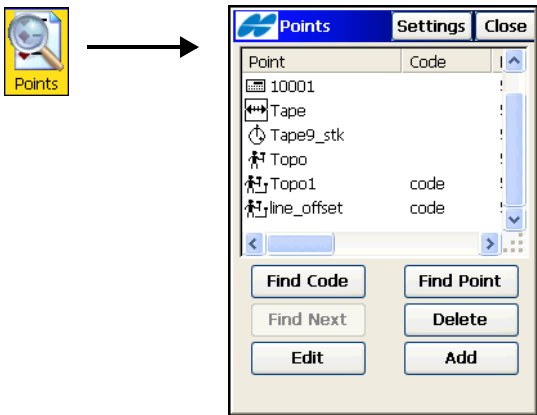 Points
Points Settings Close
Point Code
10001
Tape
Tape9_stk
Topo
Topo1 code
line_offset code
Find Code Find Point
Find Next Delete
Edit Add